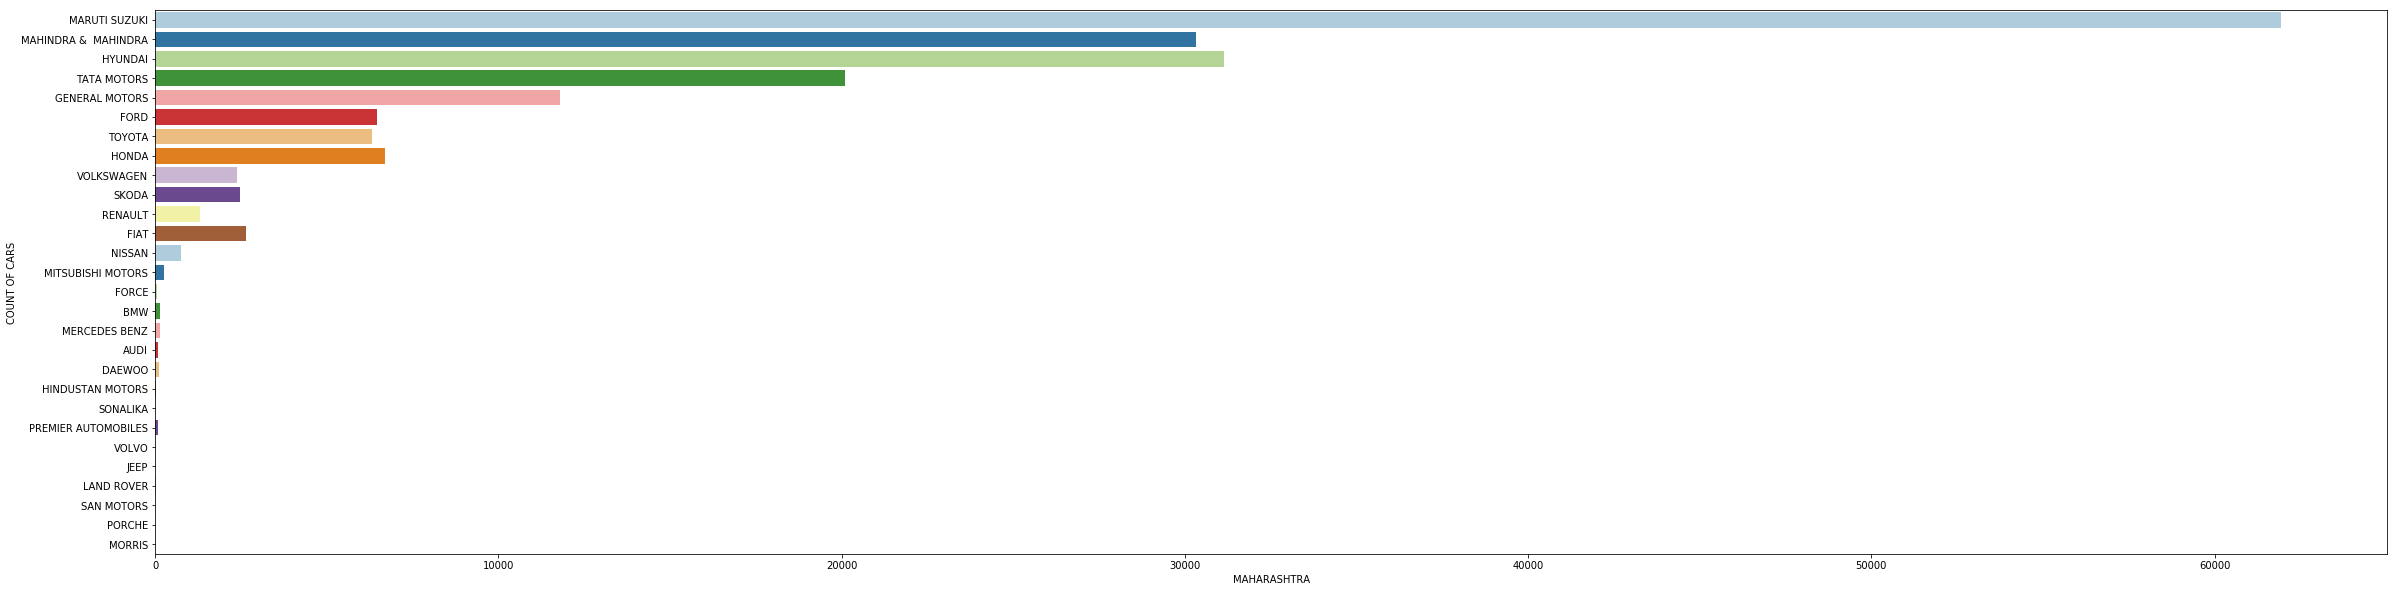 MARUTI SUZUKI
MAHINDRA &  MAHINDRA
HYUNDAI
TATA MOTORS
GENERAL MOTORS
FORD
TOYOTA
HONDA
VOLKSWAGEN
SKODA
RENAULT
FIAT
NISSAN
MITSUBISHI MOTORS
FORCE
BMW
MERCEDES BENZ
AUDI
DAEWOO
HINDUSTAN MOTORS
SONALIKA
PREMIER AUTOMOBILES
VOLVO
JEEP
LAND ROVER
SAN MOTORS
PORCHE
MORRIS
COUNT OF CARS
0 10000 20000 30000 40000 50000 60000
MAHARASHTRA